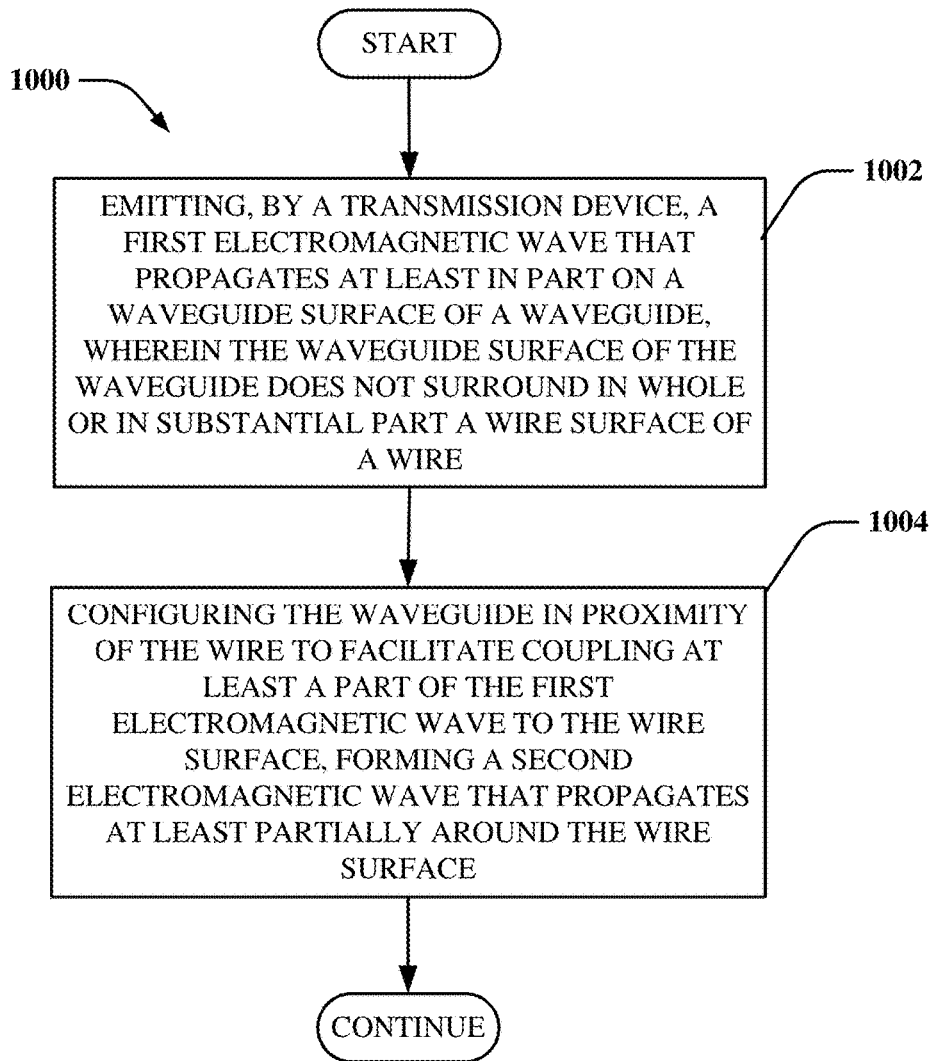 START
1000
1002
EMITTING, BY A TRANSMISSION DEVICE, A
FIRST ELECTROMAGNETIC WAVE THAT
PROPAGATES AT LEAST IN PART ON A
WAVEGUIDE SURFACE OF A WAVEGUIDE,
WHEREIN THE WAVEGUIDE SURFACE OF THE
WAVEGUIDE DOES NOT SURROUND IN WHOLE
OR IN SUBSTANTIAL PART A WIRE SURFACE OF
A WIRE
1004
CONFIGURING THE WAVEGUIDE IN PROXIMITY
OF THE WIRE TO FACILITATE COUPLING AT
LEAST A PART OF THE FIRST
ELECTROMAGNETIC WAVE TO THE WIRE
SURFACE, FORMING A SECOND
ELECTROMAGNETIC WAVE THAT PROPAGATES
AT LEAST PARTIALLY AROUND THE WIRE
SURFACE
CONTINUE